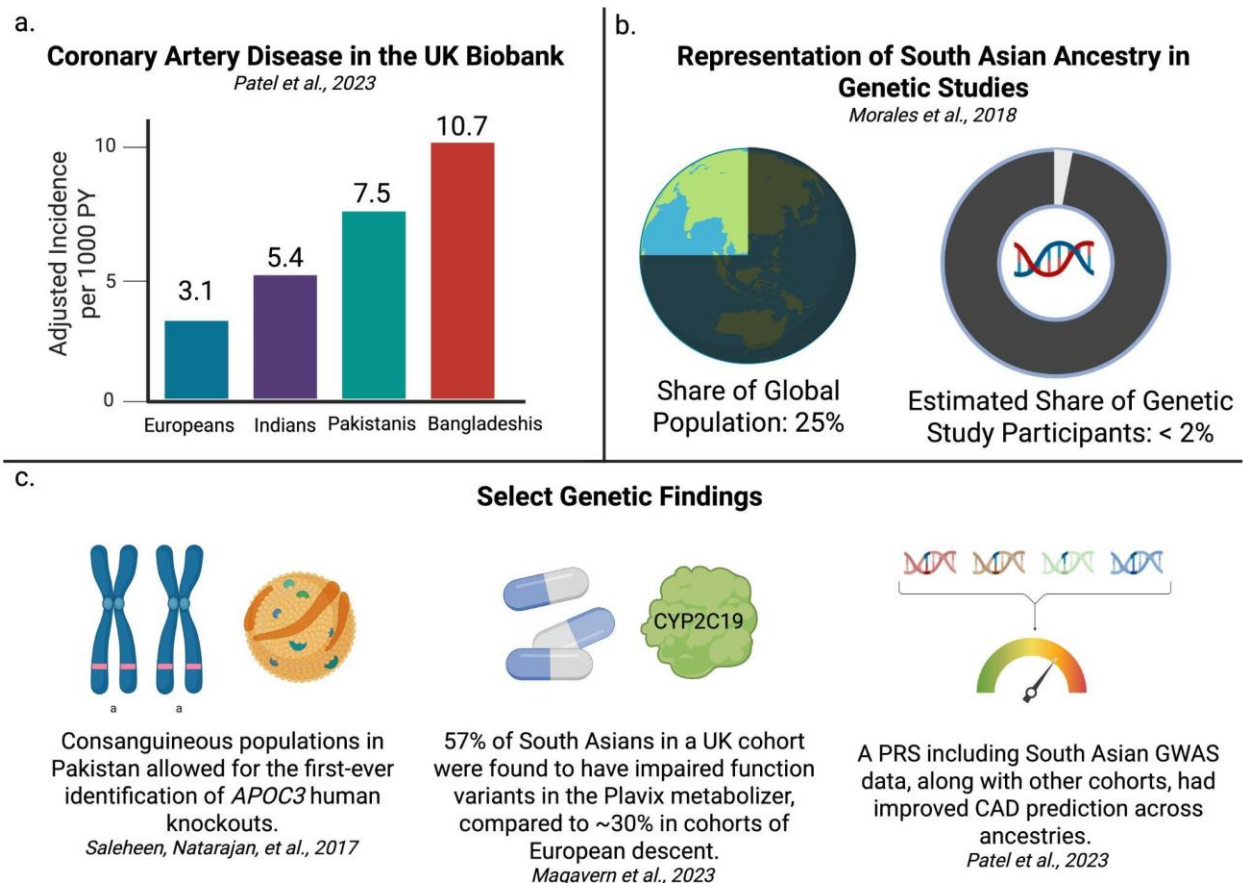 a.
Coronary Artery Disease in the UK Biobank
Patel et al., 2023
Adjusted Incidence
per 1000 PY
10
5
0
3.1
5.4
7.5
10.7
Europeans
Indians
Pakistanis
Bangladeshis
b.
Representation of South Asian Ancestry in
Genetic Studies
Morales et al., 2018
Share of Global
Population: 25%
Estimated Share of Genetic
Study Participants: < 2%
c.
Select Genetic Findings
a
a
Consanguineous populations in
Pakistan allowed for the first-ever
identification of APOC3 human
knockouts.
Saleheen, Natarajan, et al., 2017
CYP2C19
57% of South Asians in a UK cohort
were found to have impaired function
variants in the Plavix metabolizer,
compared to ~30% in cohorts of
European descent.
Magavern et al., 2023
A PRS including South Asian GWAS
data, along with other cohorts, had
improved CAD prediction across
ancestries.
Patel et al., 2023